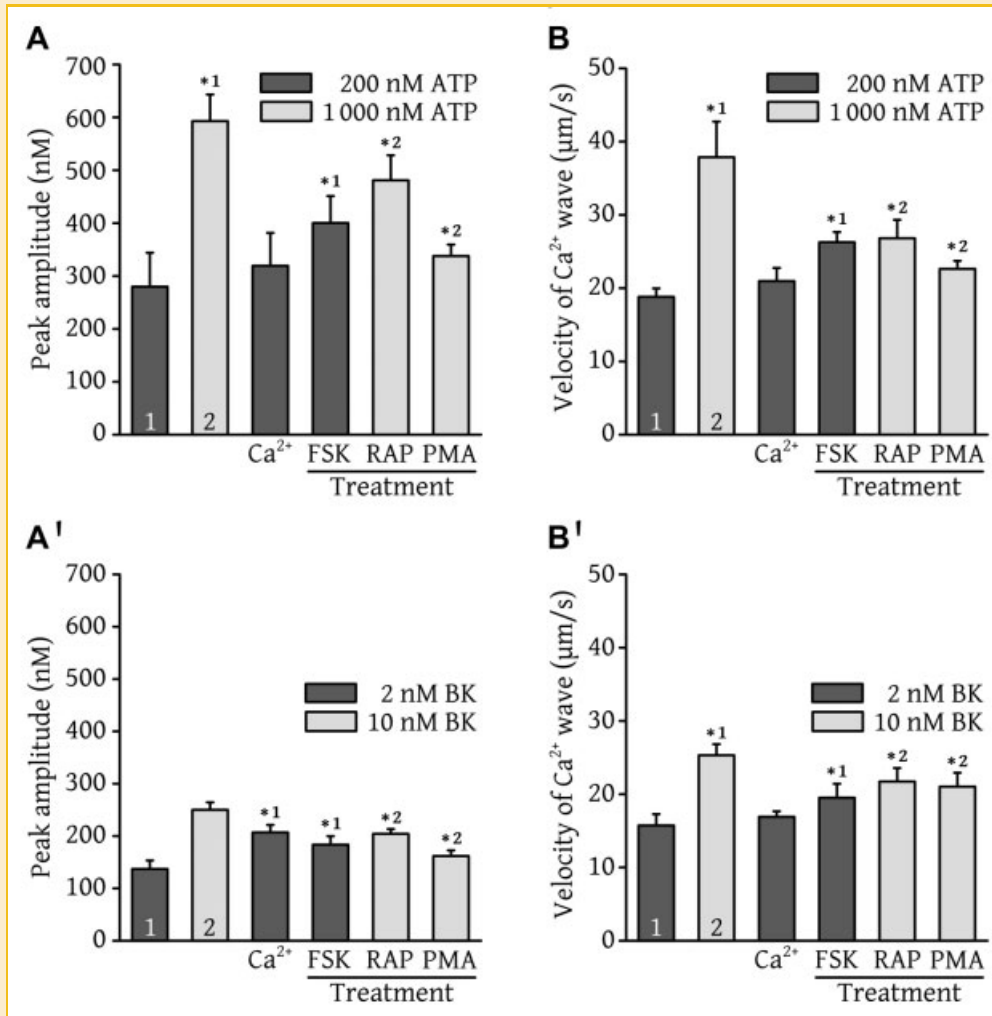 A
Peak amplitude (nM)
700
600
500
400
300
200
100
0
200 nM ATP
1 000 nM ATP
*1
*1
*2
*2
1
2
Ca²⁺ FSK RAP PMA
Treatment
B
Velocity of Ca²⁺ wave (µm/s)
50
40
30
20
10
0
200 nM ATP
1 000 nM ATP
*1
*1
*2
*2
1
2
Ca²⁺ FSK RAP PMA
Treatment
A'
Peak amplitude (nM)
700
600
500
400
300
200
100
0
2 nM BK
10 nM BK
*1
*1
*2
*2
1
2
Ca²⁺ FSK RAP PMA
Treatment
B'
Velocity of Ca²⁺ wave (µm/s)
50
40
30
20
10
0
2 nM BK
10 nM BK
*1
*1
*2
*2
1
2
Ca²⁺ FSK RAP PMA
Treatment